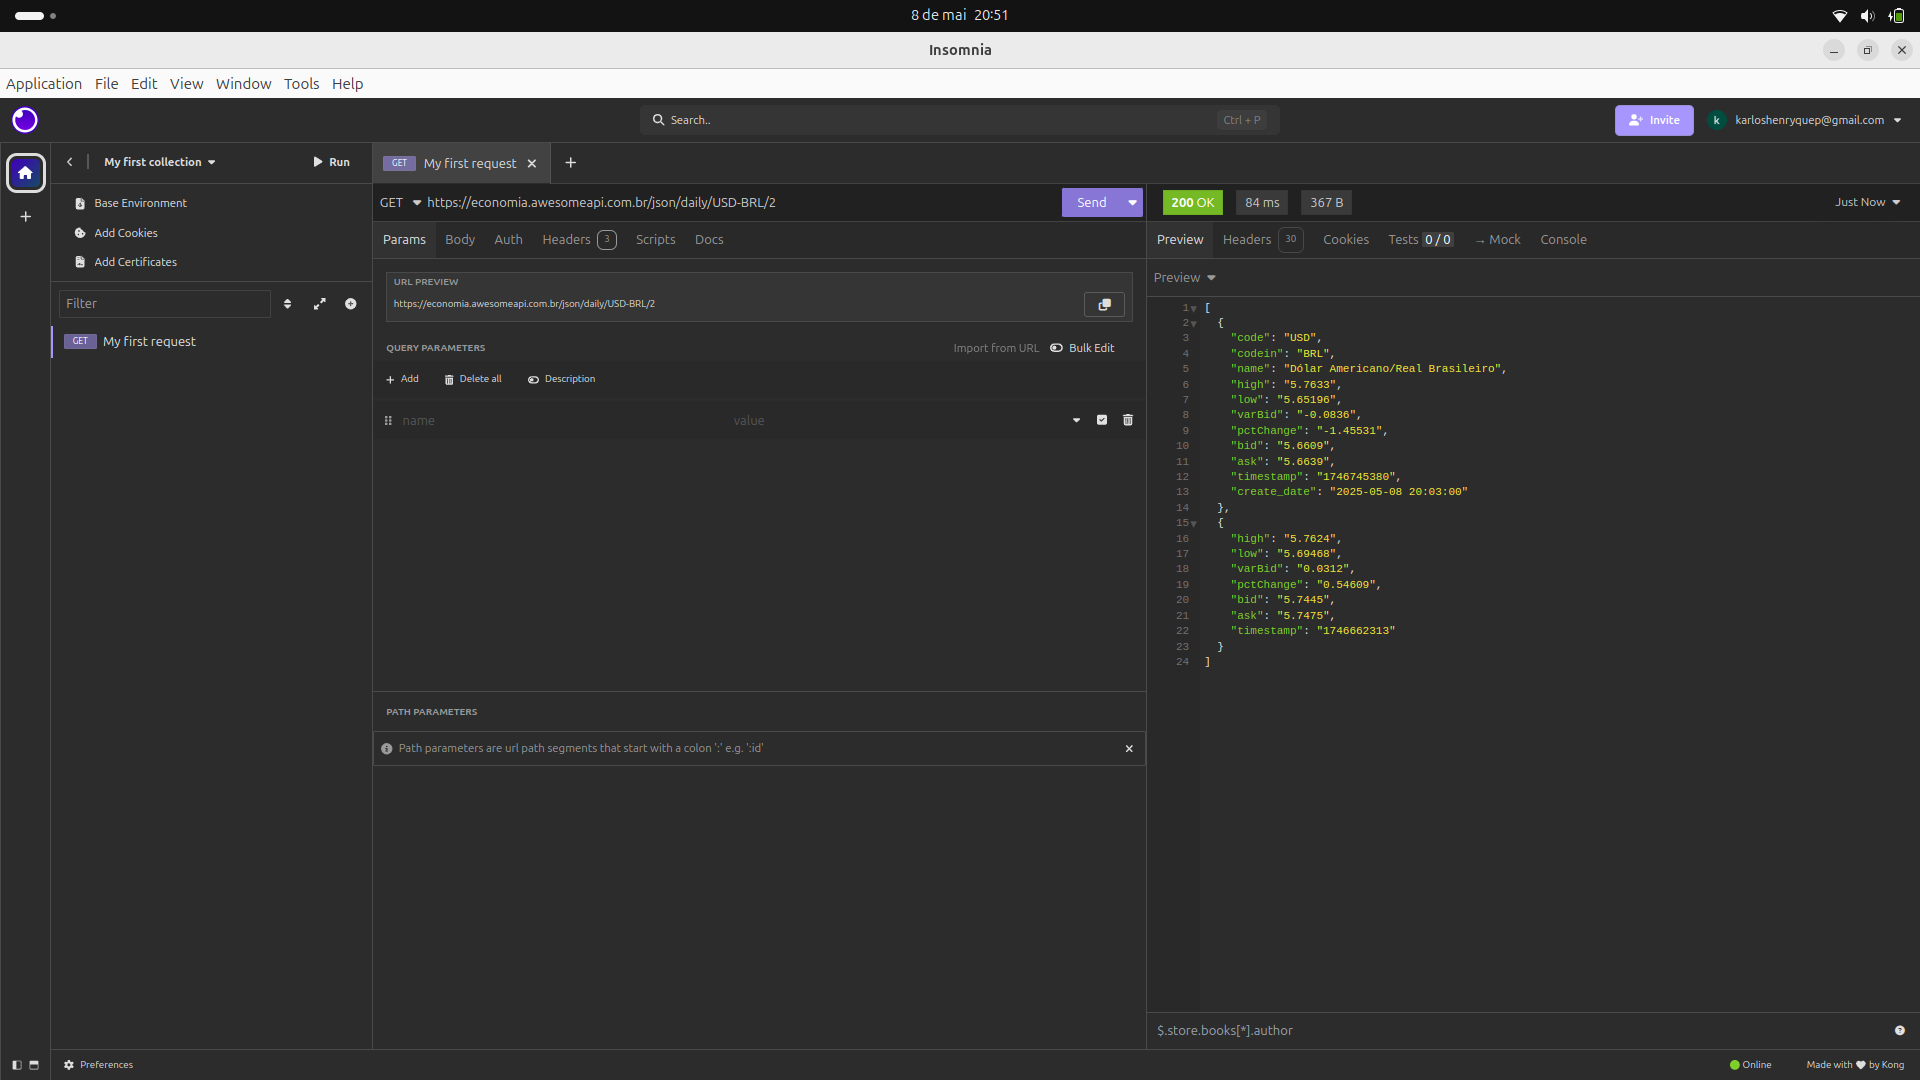 8 de mai 20:51
Insomnia
Application File Edit View Window Tools Help
Search..
Ctrl + P
Invite
k
karloshenryquep@gmail.com
My first collection
Run
Base Environment
Add Cookies
Add Certificates
Filter
GET My first request
GET My first request
GET https://economia.awesomeapi.com.br/json/daily/USD-BRL/2
Send
Params Body Auth Headers 3 Scripts Docs
URL PREVIEW
https://economia.awesomeapi.com.br/json/daily/USD-BRL/2
QUERY PARAMETERS
Import from URL
Bulk Edit
Add
Delete all
Description
name
value
PATH PARAMETERS
Path parameters are url path segments that start with a colon ':' e.g. ':id'
200 OK
84 ms
367 B
Just Now
Preview Headers 30 Cookies Tests 0 / 0 → Mock Console
Preview
1 [
2 {
3 "code": "USD",
4 "codein": "BRL",
5 "name": "Dólar Americano/Real Brasileiro",
6 "high": "5.7633",
7 "low": "5.65196",
8 "varBid": "-0.0836",
9 "pctChange": "-1.45531",
10 "bid": "5.6609",
11 "ask": "5.6639",
12 "timestamp": "1746745380",
13 "create_date": "2025-05-08 20:03:00"
14 },
15 {
16 "high": "5.7624",
17 "low": "5.69468",
18 "varBid": "0.0312",
19 "pctChange": "0.54609",
20 "bid": "5.7445",
21 "ask": "5.7475",
22 "timestamp": "1746662313"
23 }
24 ]
$.store.books[*].author
Preferences
Online
Made with ♥ by Kong